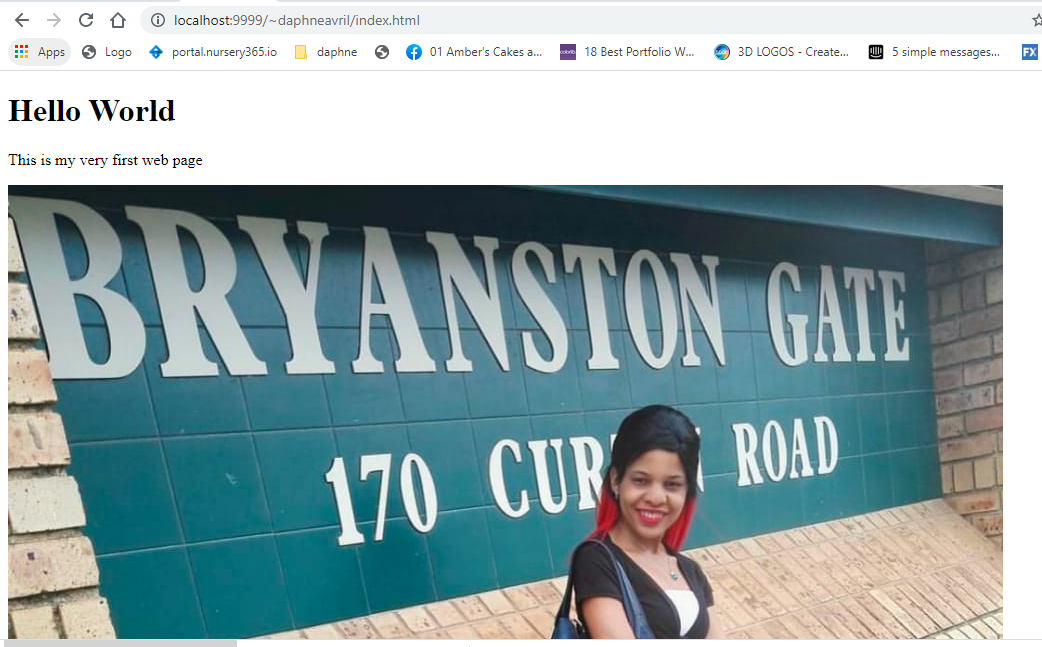 localhost:9999/~daphneavril/index.html
Apps Logo portal.nursery365.io daphne 01 Amber's Cakes a... colorlib 18 Best Portfolio W... 3D LOGOS - Create... 5 simple messages... FX
Hello World
This is my very first web page
BRYANSTON GATE
170 CUR N ROAD